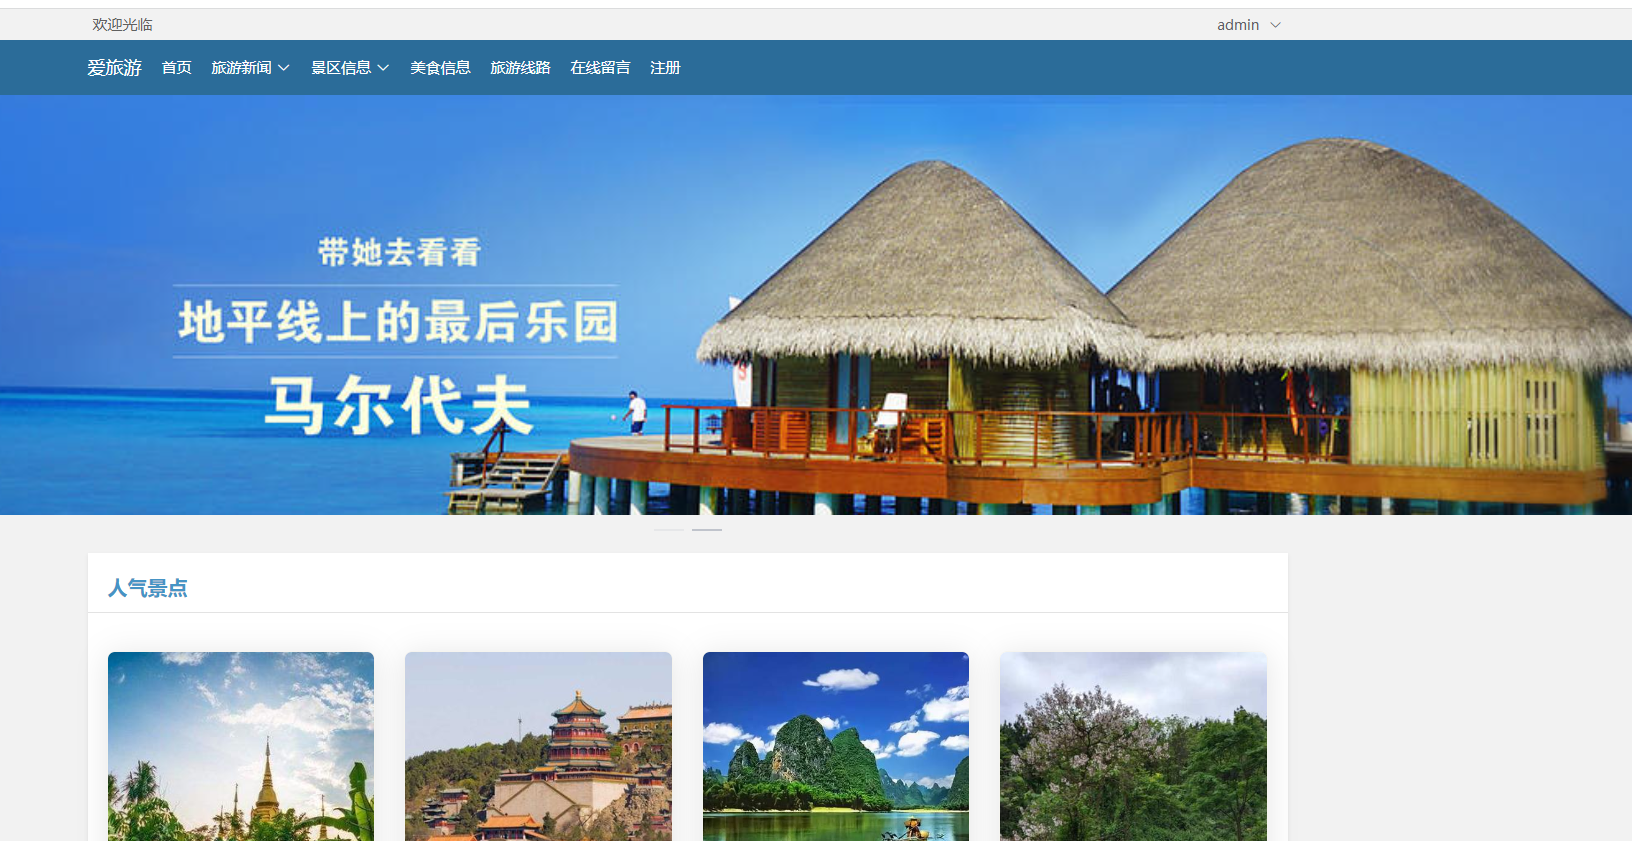 欢迎光临 admin
爱旅游 首页 旅游新闻 景区信息 美食信息 旅游线路 在线留言 注册
带她去看看
地平线上的最后乐园
马尔代夫
人气景点